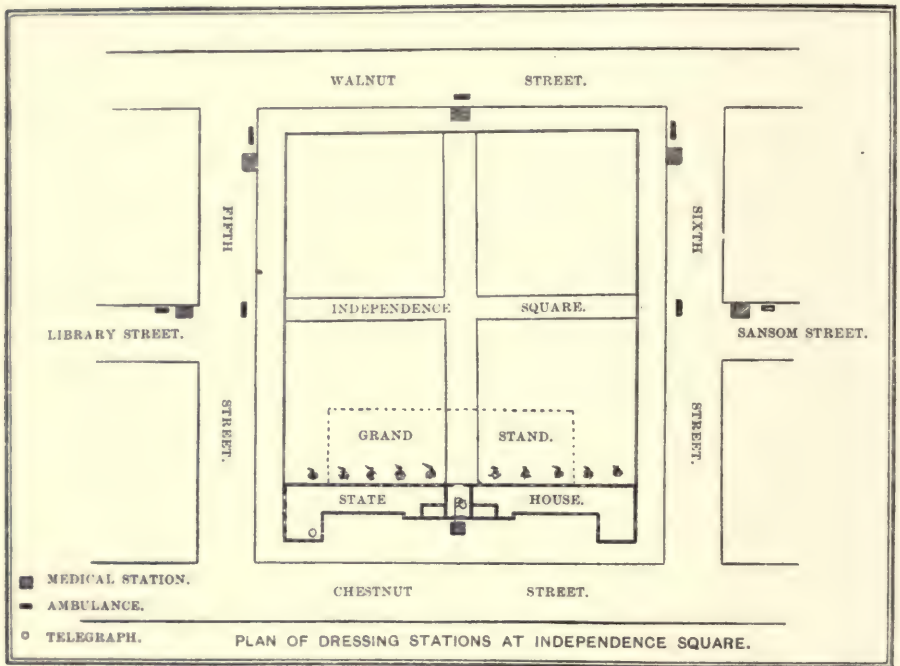 WALNUT STREET.
FIFTH SIXTH
INDEPENDENCE SQUARE.
LIBRARY STREET. SANSOM STREET.
STREET. STREET.
GRAND STAND.
STATE HOUSE.
MEDICAL STATION.
CHESTNUT STREET.
AMBULANCE.
TELEGRAPH.
PLAN OF DRESSING STATIONS AT INDEPENDENCE SQUARE.